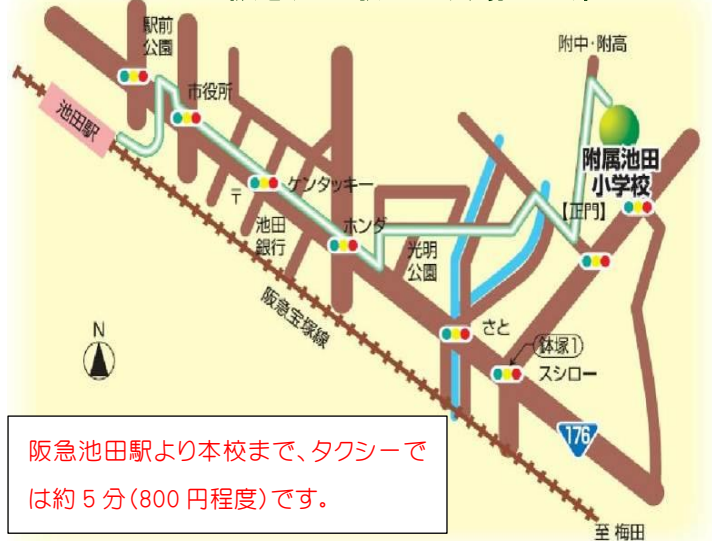 駅前
公園
附中・附高
池田駅
市役所
附属池田
小学校
ケンタッキー
〒
【正門】
池田
銀行
ホンダ
光明
公園
阪急宝塚線
さと
N
鉢塚1
スシロー
176
阪急池田駅より本校まで、タクシーで
は約5分(800円程度)です。
至 梅田